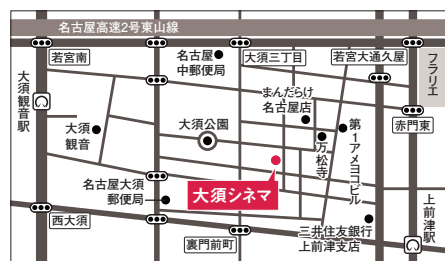 名古屋高速2号東山線
若宮南
名古屋
中郵便局
大須三丁目
若宮大通久屋
フラリエ
大須観音駅
まんだらけ
名古屋店
赤門東
大須
観音
大須公園
万松寺
第1アメヨコビル
名古屋大須
郵便局
大須シネマ
上前津駅
西大須
裏門前町
三井住友銀行
上前津支店